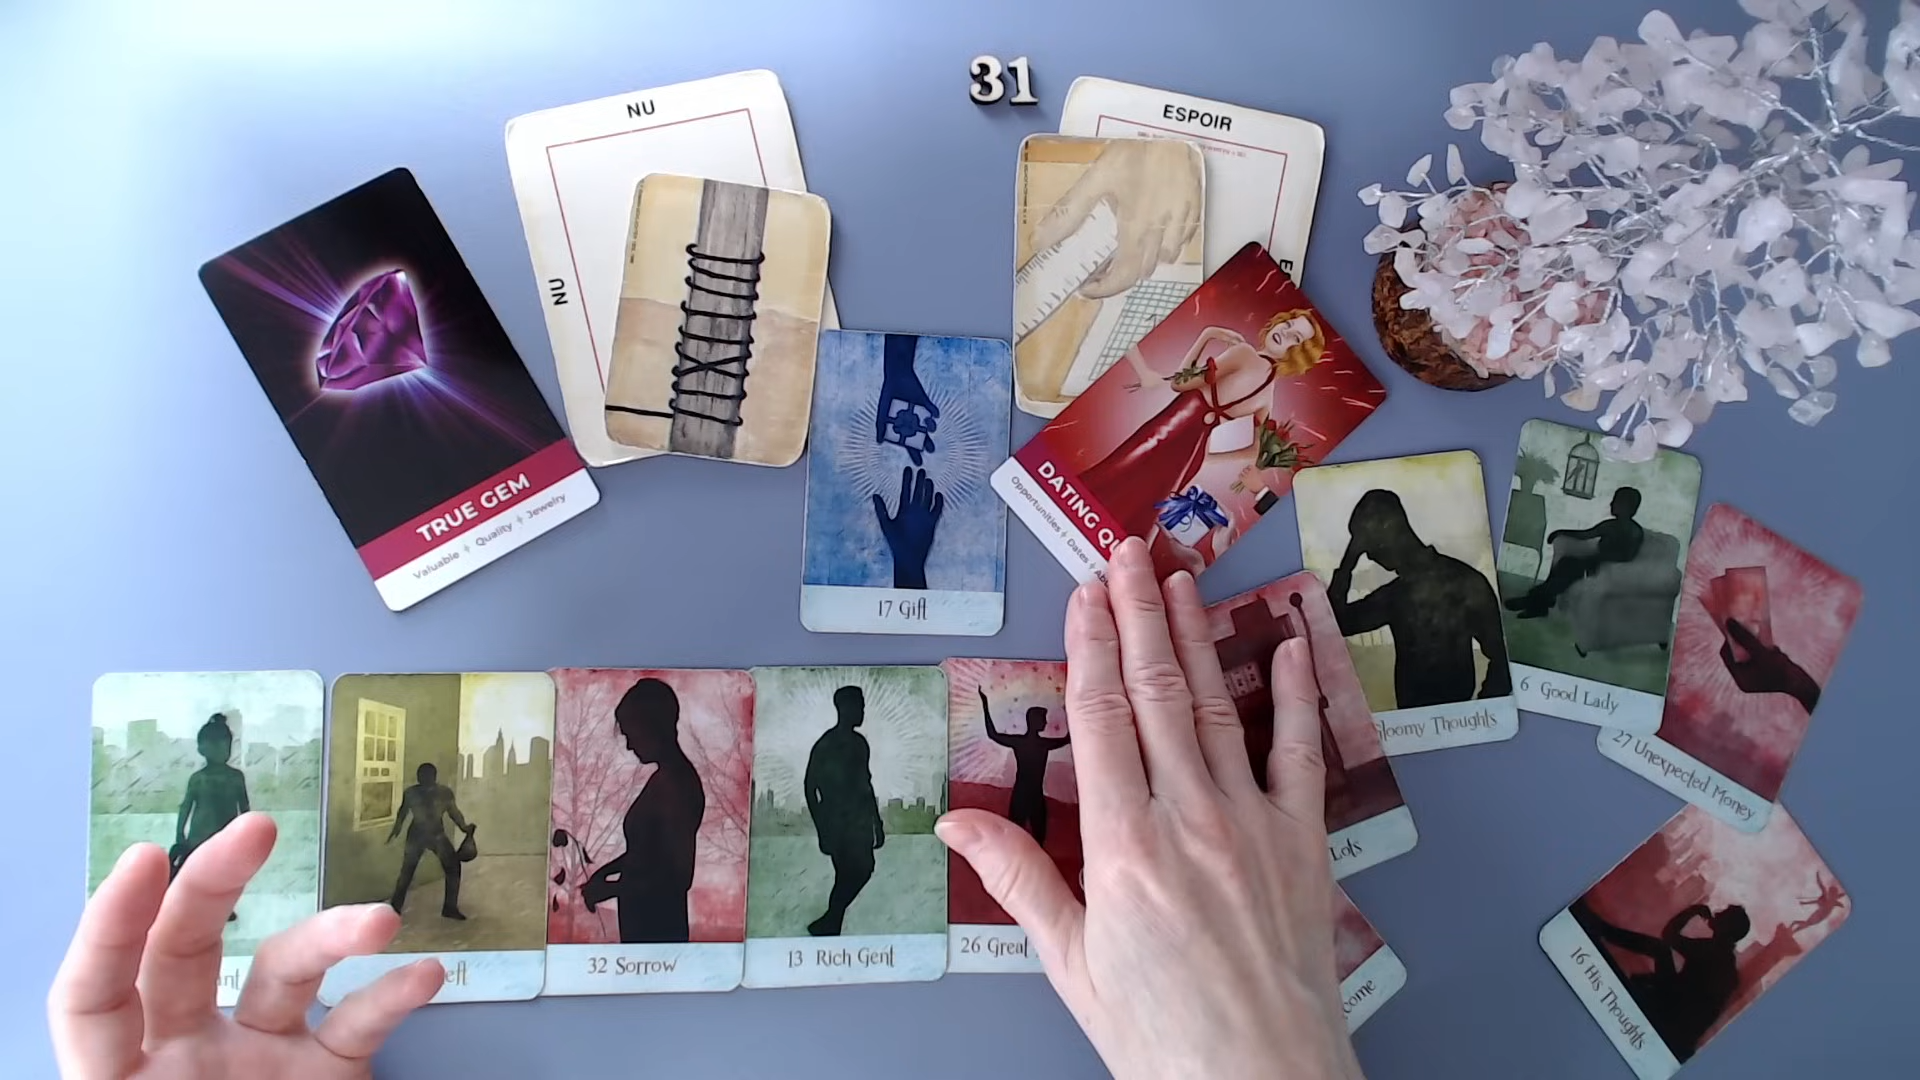 NU
NU
31
ESPOIR
E
TRUE GEM
Valuable Quality Jewelry
DATING QU
Opportunities Dates
17 Gift
Gloomy Thoughts
6 Good Lady
27 Unexpected Money
Lots
32 Sorrow
13 Rich Gent
26 Great
16 His Thoughts